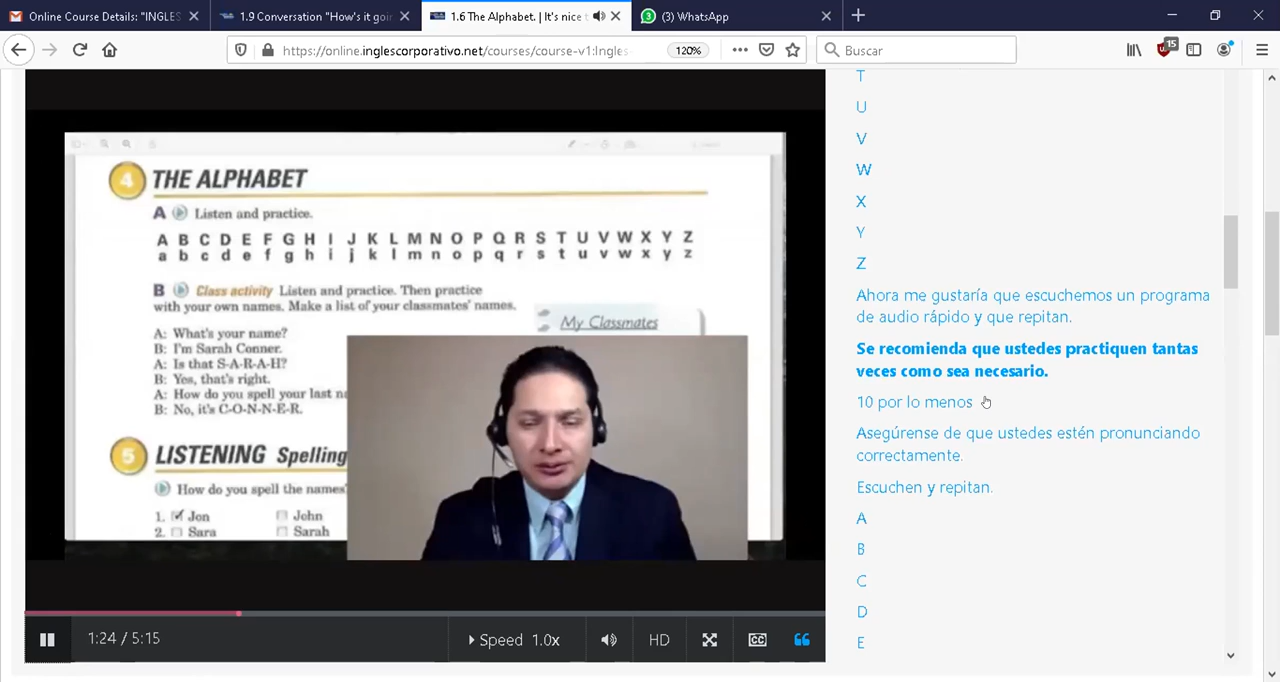 Online Course Details: "INGLES
1.9 Conversation "How's it goin
1.6 The Alphabet. | It's nice t
(3) WhatsApp
https://online.inglescorporativo.net/courses/course-v1:Ingles-
120%
Buscar
15
4 THE ALPHABET
A Listen and practice.
A B C D E F G H I J K L M N O P Q R S T U V W X Y Z
a b c d e f g h i j k l m n o p q r s t u v w x y z
B Class activity Listen and practice. Then practice
with your own names. Make a list of your classmates' names.
My Classmates
A: What's your name?
B: I'm Sarah Conner.
A: Is that S-A-R-A-H?
B: Yes, that's right.
A: How do you spell your last na
B: No, it's C-O-N-N-E-R.
5 LISTENING Spelling
How do you spell the names?
1. Jon John
2. Sara Sarah
1:24 / 5:15
Speed 1.0x
HD
CC
T
U
V
W
X
Y
Z
Ahora me gustaría que escuchemos un programa
de audio rápido y que repitan.
Se recomienda que ustedes practiquen tantas
veces como sea necesario.
10 por lo menos
Asegúrense de que ustedes estén pronunciando
correctamente.
Escuchen y repitan.
A
B
C
D
E